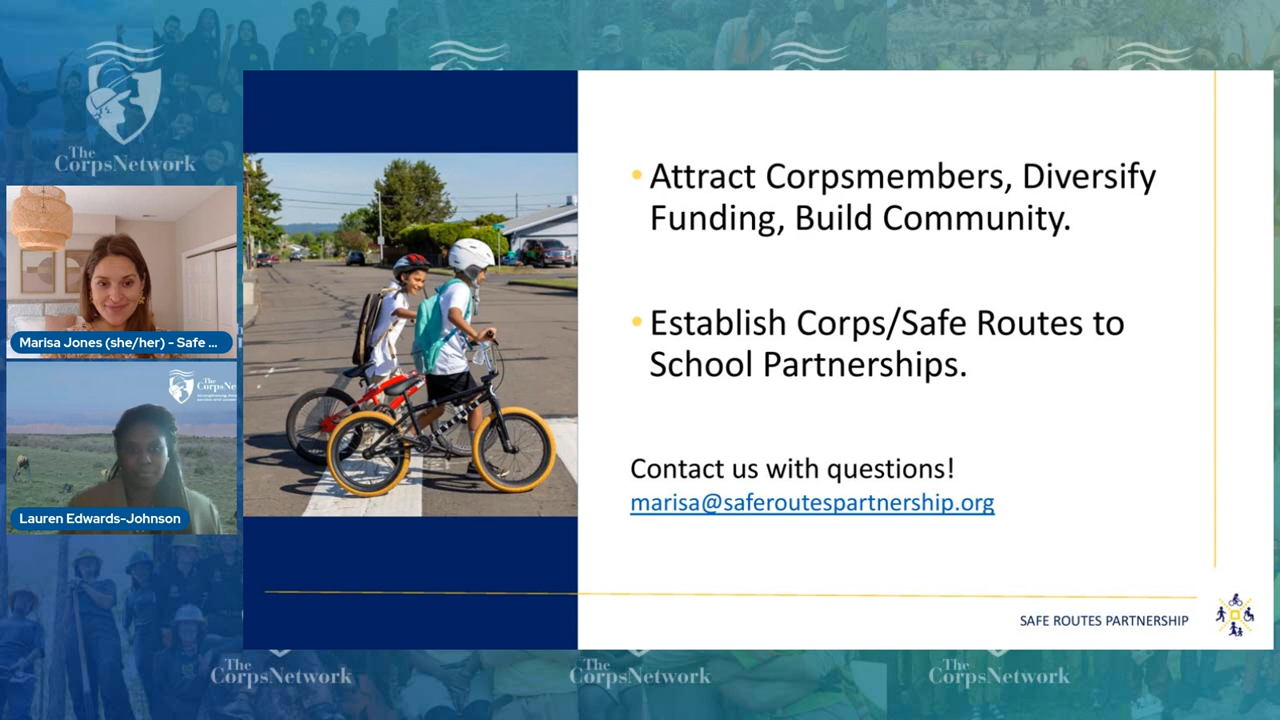 The
CorpsNetwork
Marisa Jones (she/her) - Safe ...
The
CorpsNe
Lauren Edwards-Johnson
• Attract Corpsmembers, Diversify
Funding, Build Community.
• Establish Corps/Safe Routes to
School Partnerships.
Contact us with questions!
marisa@saferoutespartnership.org
SAFE ROUTES PARTNERSHIP
The
CorpsNetwork
The
CorpsNetwork
The
CorpsNetwork